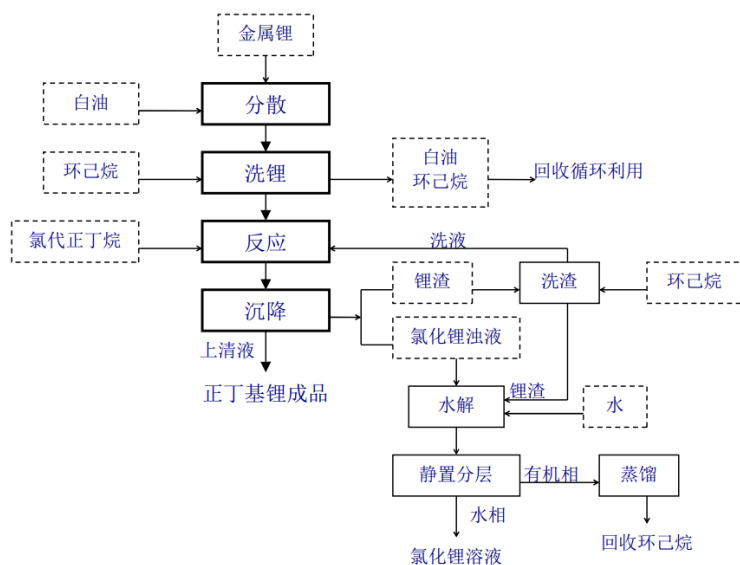 金属锂
白油
分散
环己烷
洗锂
白油
环己烷
回收循环利用
氯代正丁烷
反应
洗液
锂渣
洗渣
环己烷
沉降
氯化锂浊液
上清液
正丁基锂成品
锂渣
水解
水
静置分层
有机相
蒸馏
水相
氯化锂溶液
回收环己烷